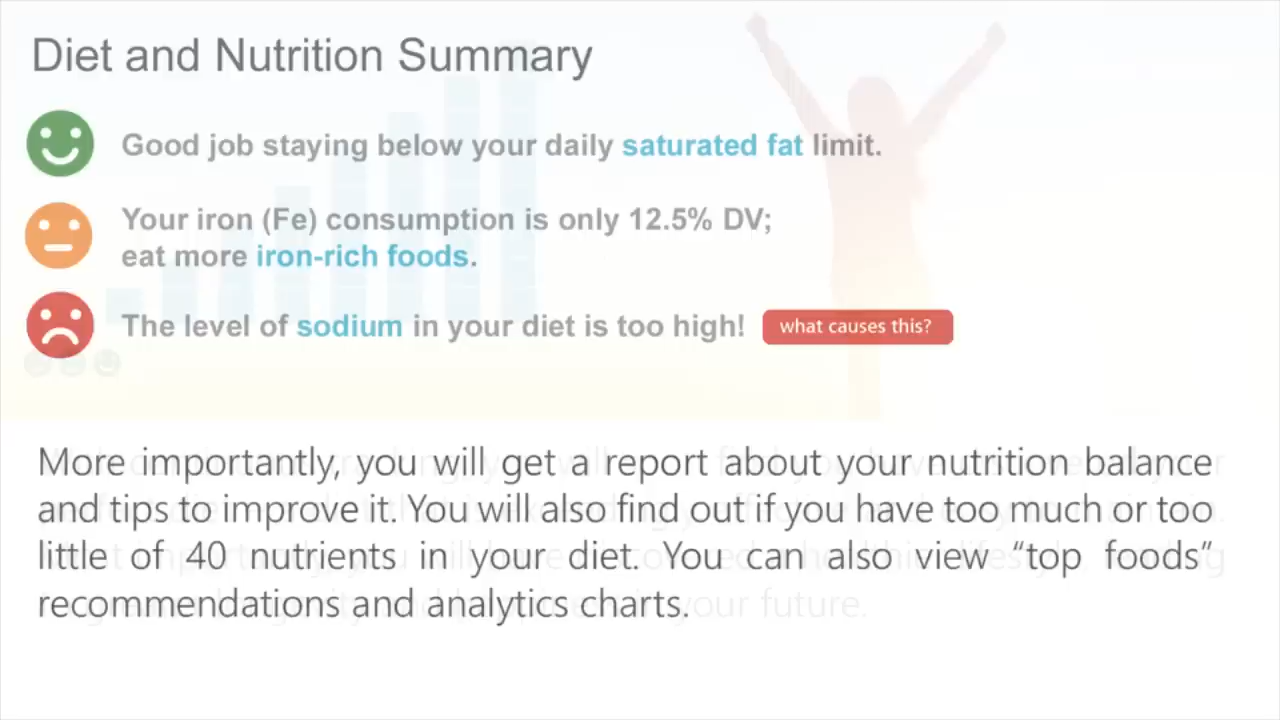 Diet and Nutrition Summary
Good job staying below your daily saturated fat limit.
Your iron (Fe) consumption is only 12.5% DV;
eat more iron-rich foods.
The level of sodium in your diet is too high!
what causes this?
More importantly, you will get a report about your nutrition balance
and tips to improve it. You will also find out if you have too much or too
little of 40 nutrients in your diet. You can also view “top foods”
recommendations and analytics charts.
your future.